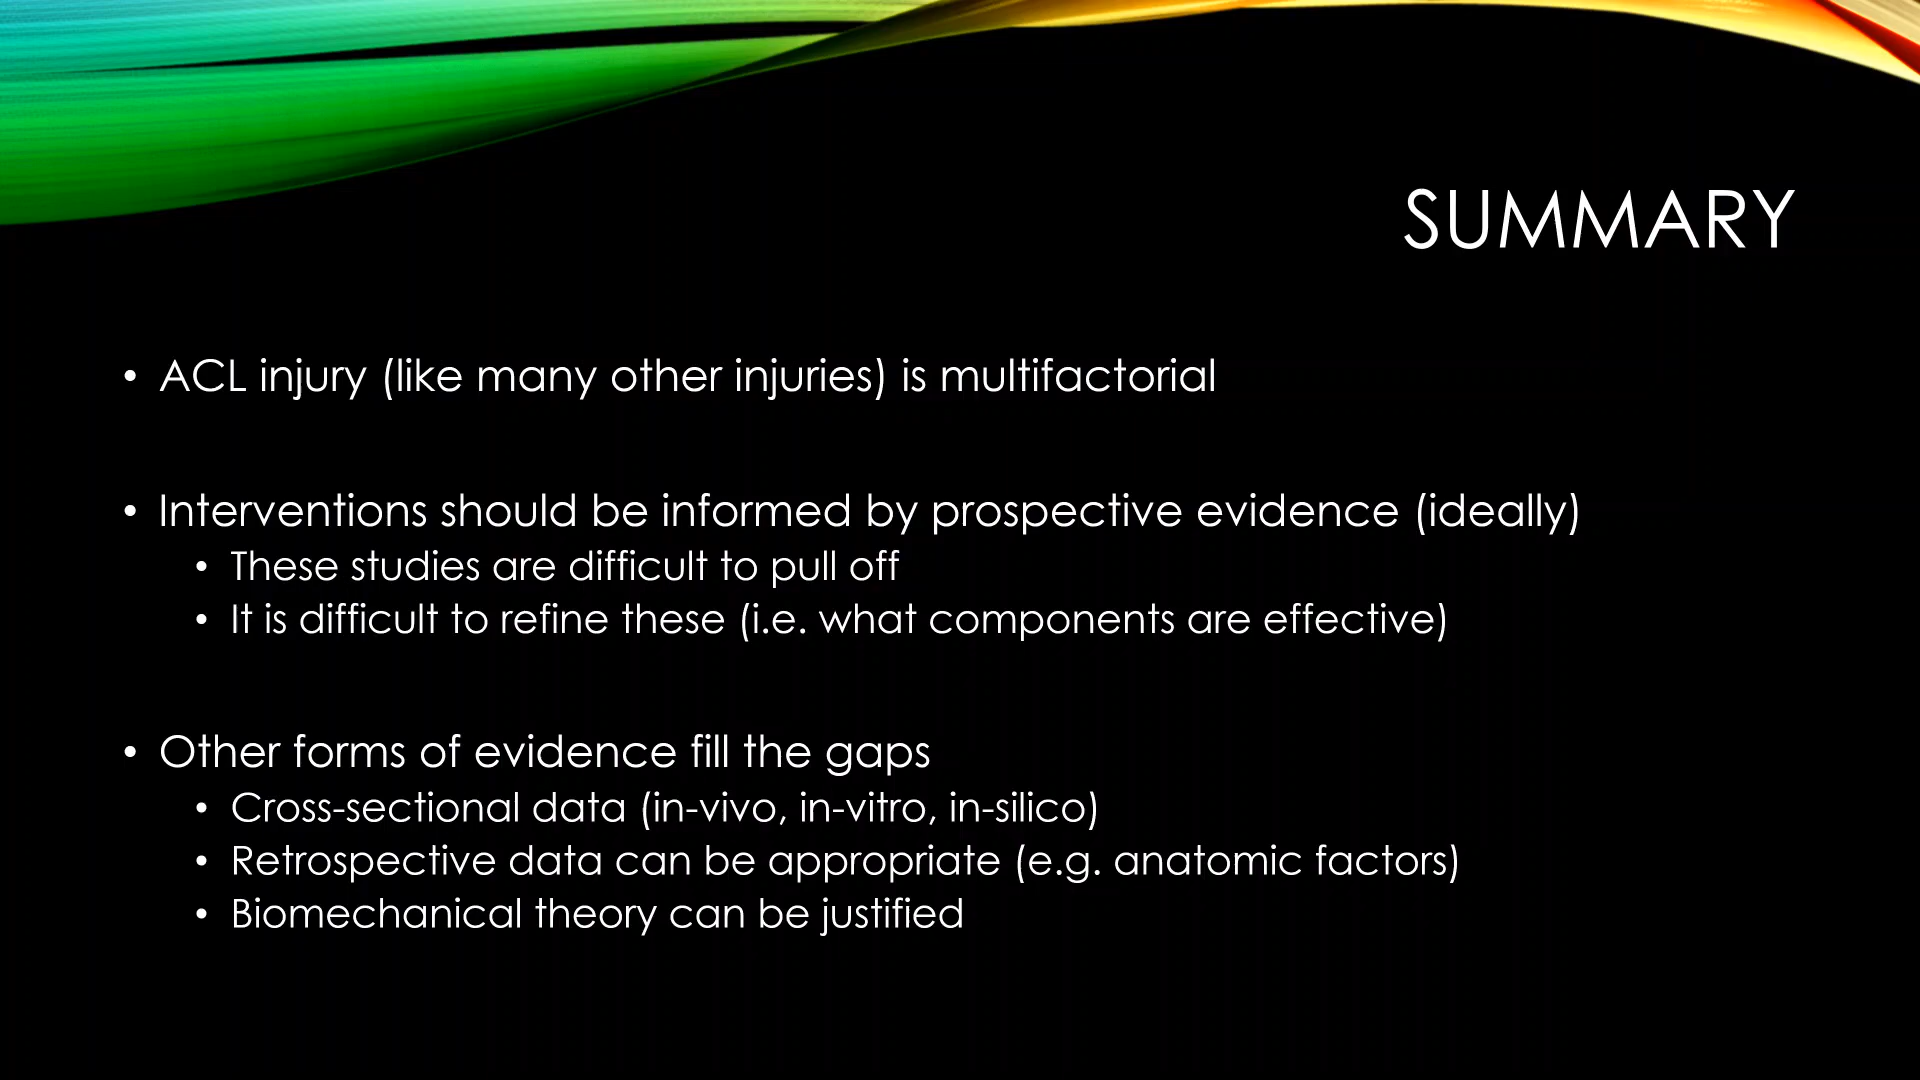 SUMMARY
• ACL injury (like many other injuries) is multifactorial
• Interventions should be informed by prospective evidence (ideally)
• These studies are difficult to pull off
• It is difficult to refine these (i.e. what components are effective)
• Other forms of evidence fill the gaps
• Cross-sectional data (in-vivo, in-vitro, in-silico)
• Retrospective data can be appropriate (e.g. anatomic factors)
• Biomechanical theory can be justified